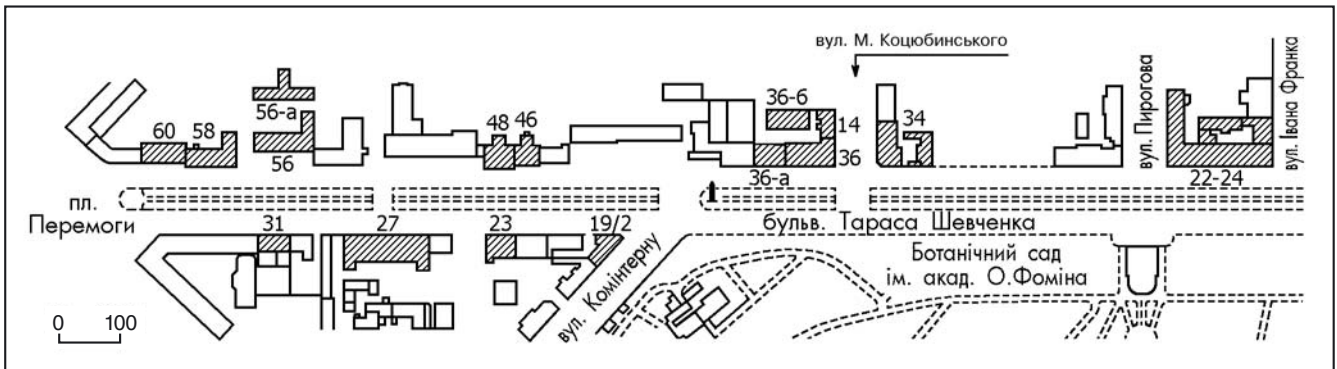 вул. М. Коцюбинського
56-а
60
58
56
48
46
36-б
14
36
36-а
34
вул. Пирогова
вул. Івана Франка
22-24
пл.
Перемоги
31
27
23
19/2
бульв. Тараса Шевченка
вул. Комінтерну
Ботанічний сад
ім. акад. О.Фоміна
0 100